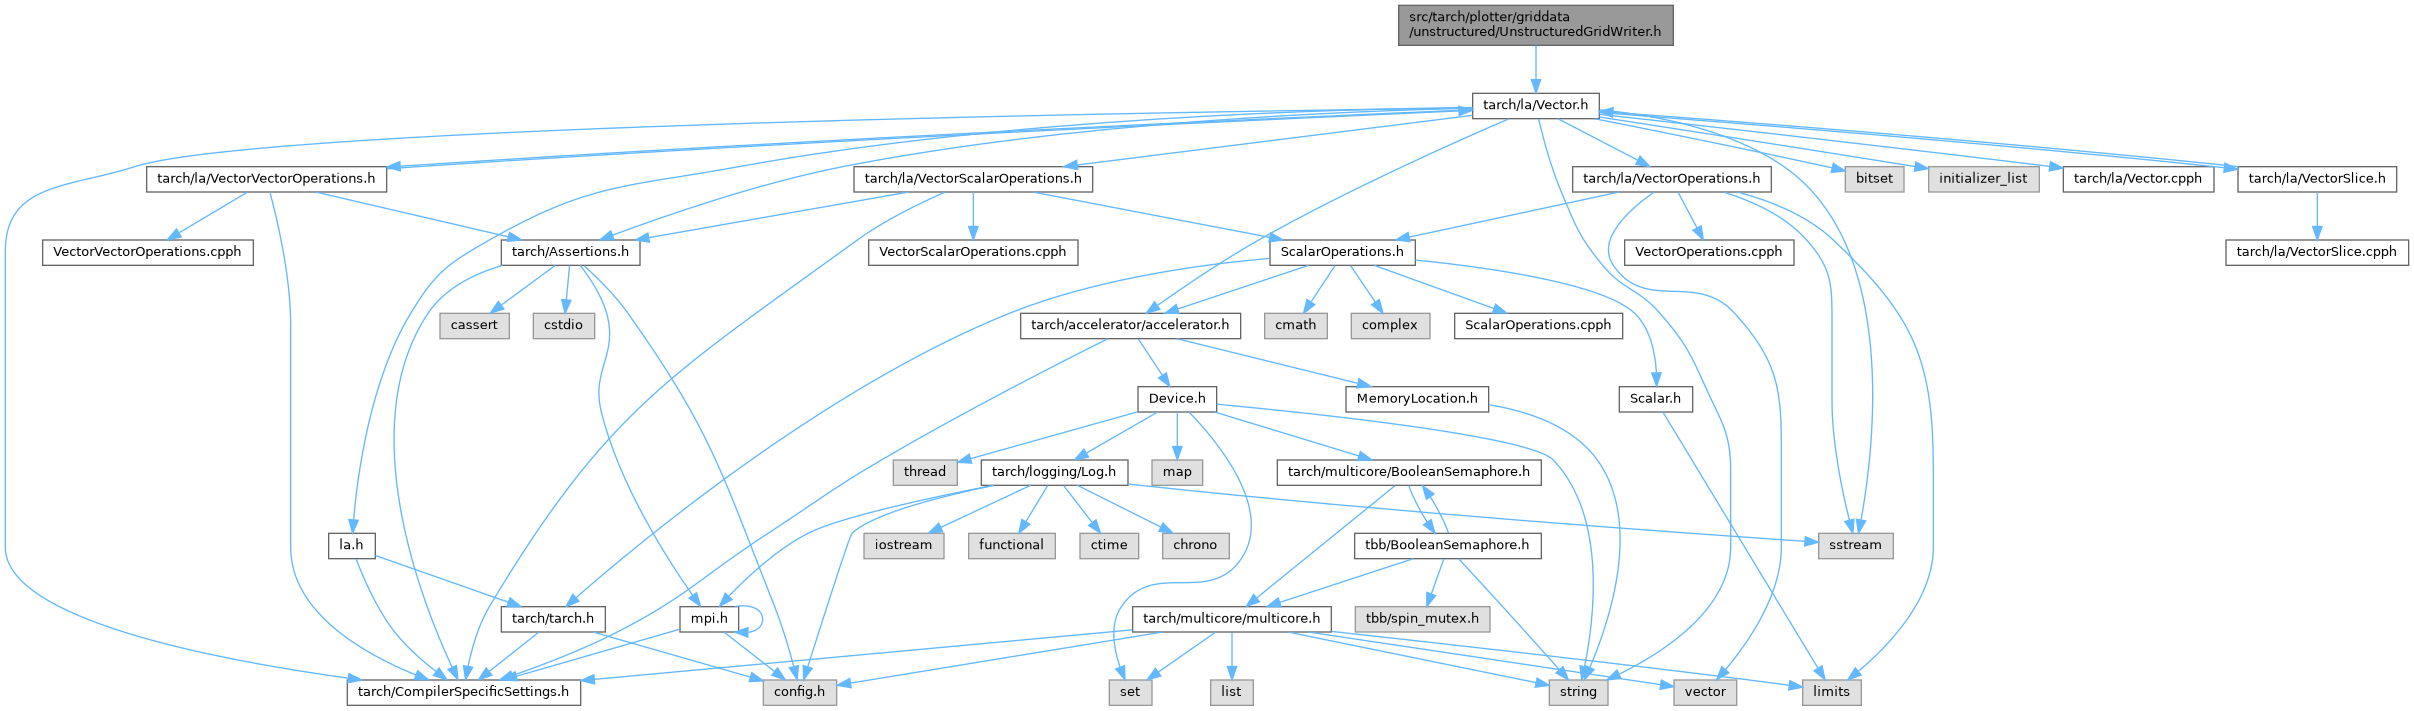 src/tarch/plotter/griddata
/unstructured/UnstructuredGridWriter.h
tarch/la/Vector.h
tarch/la/VectorVectorOperations.h
tarch/la/VectorScalarOperations.h
tarch/la/VectorOperations.h
bitset
initializer_list
tarch/la/Vector.cpph
tarch/la/VectorSlice.h
VectorVectorOperations.cpph
tarch/Assertions.h
VectorScalarOperations.cpph
ScalarOperations.h
VectorOperations.cpph
tarch/la/VectorSlice.cpph
cassert
cstdio
tarch/accelerator/accelerator.h
cmath
complex
ScalarOperations.cpph
Device.h
MemoryLocation.h
Scalar.h
thread
tarch/logging/Log.h
map
tarch/multicore/BooleanSemaphore.h
la.h
iostream
functional
ctime
chrono
tbb/BooleanSemaphore.h
sstream
tarch/tarch.h
mpi.h
tarch/multicore/multicore.h
tbb/spin_mutex.h
tarch/CompilerSpecificSettings.h
config.h
set
list
string
vector
limits